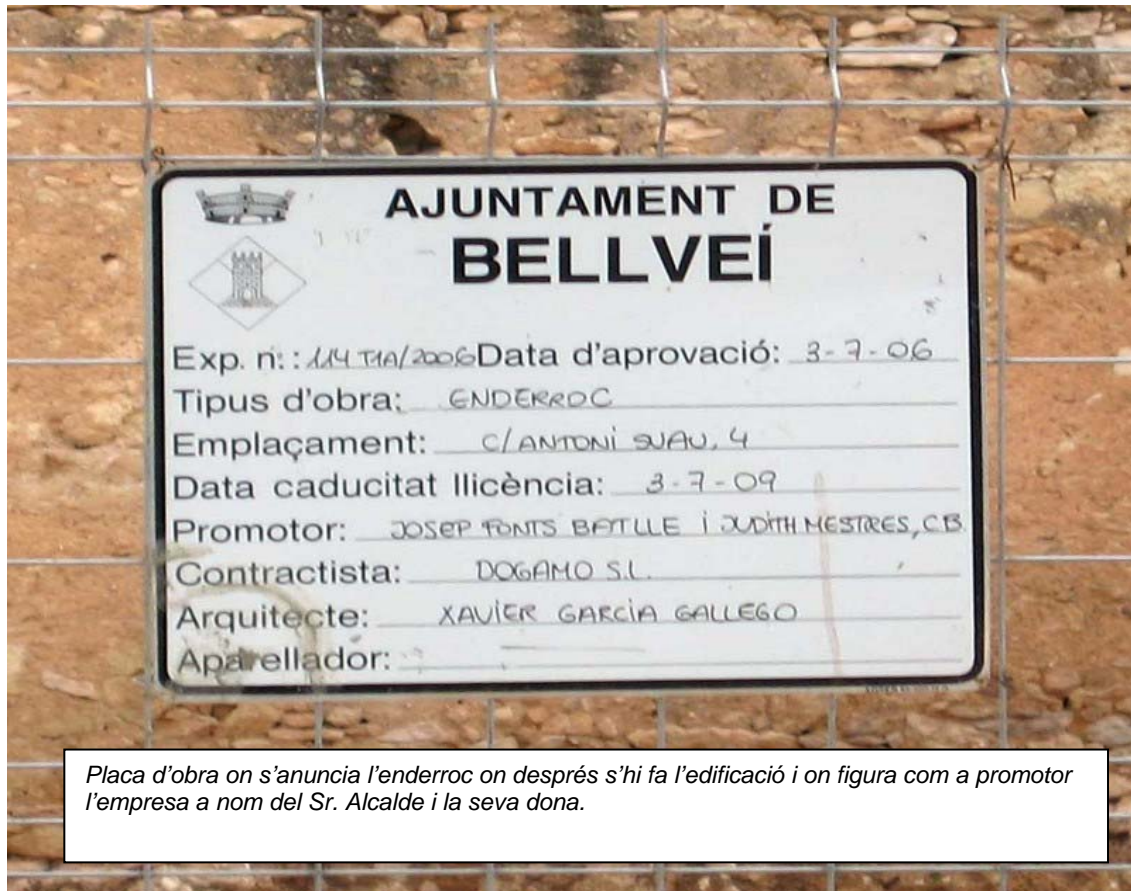 AJUNTAMENT DE
BELLVEÍ
Exp. n: : 114 T1A/2006 Data d'aprovació: 3-7-06
Tipus d'obra: ENDERROC
Emplaçament: C/ ANTONI SUAU, 4
Data caducitat llicència: 3-7-09
Promotor: JOSEP FONTS BATLLE i JUDITH MESTRES, CB
Contractista: DOGAMO S.L.
Arquitecte: XAVIER GARCIA GALLEGO
Aparellador:
Placa d'obra on s'anuncia l'enderroc on després s'hi fa l'edificació i on figura com a promotor
l'empresa a nom del Sr. Alcalde i la seva dona.